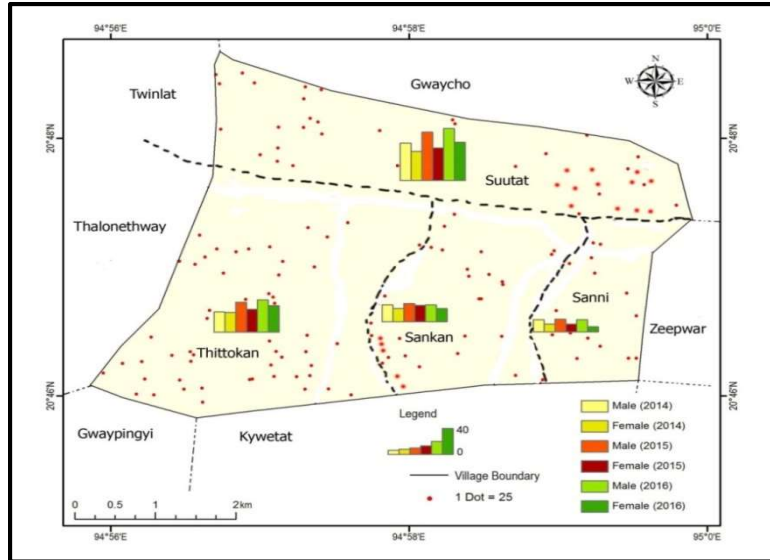 94°56'E 94°58'E 95°0'E
Twinlat
Gwaycho
N
W E
S
20°48'N 20°48'N
Suutat
Thalonethway
Sanni
Zeepwar
Thittokan
Sankan
20°46'N 20°46'N
Gwaypingyi
Kywetat
Legend
40
0
Village Boundary
1 Dot = 25
Male (2014)
Female (2014)
Male (2015)
Female (2015)
Male (2016)
Female (2016)
0 0.5 1 2km
94°56'E 94°58'E 95°0'E